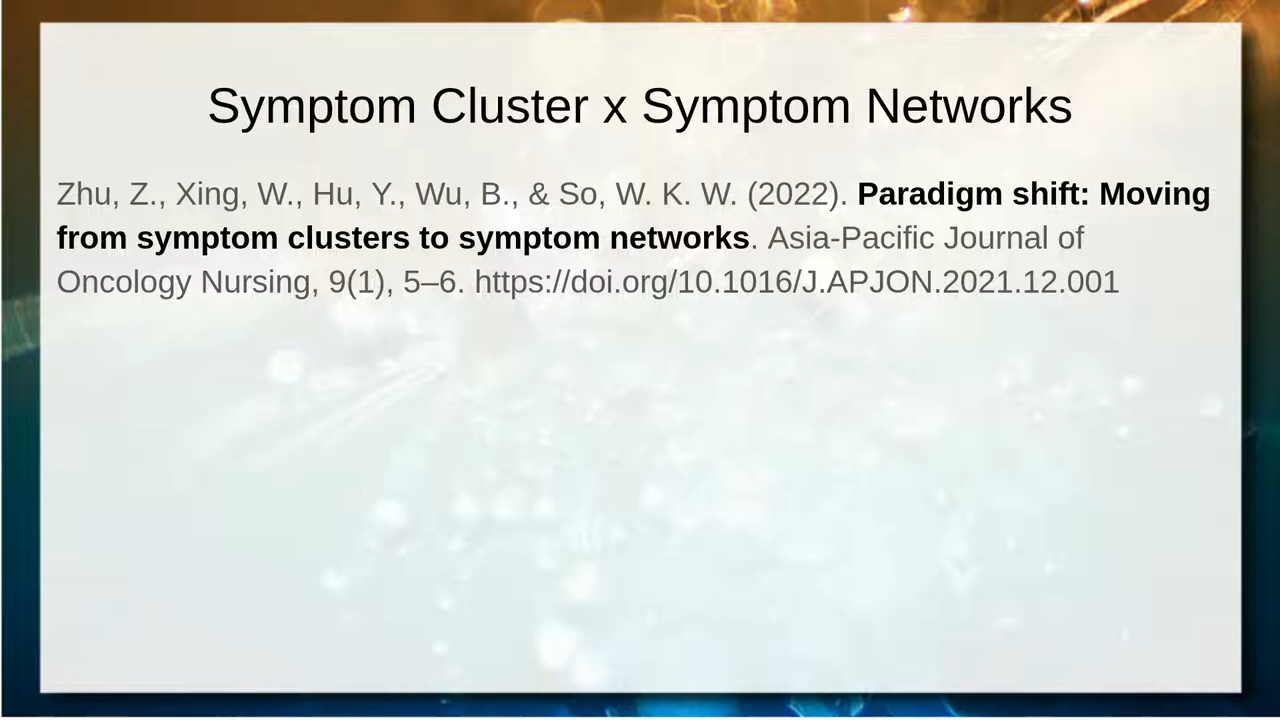 Symptom Cluster x Symptom Networks
Zhu, Z., Xing, W., Hu, Y., Wu, B., & So, W. K. W. (2022). Paradigm shift: Moving
from symptom clusters to symptom networks. Asia-Pacific Journal of
Oncology Nursing, 9(1), 5–6. https://doi.org/10.1016/J.APJON.2021.12.001